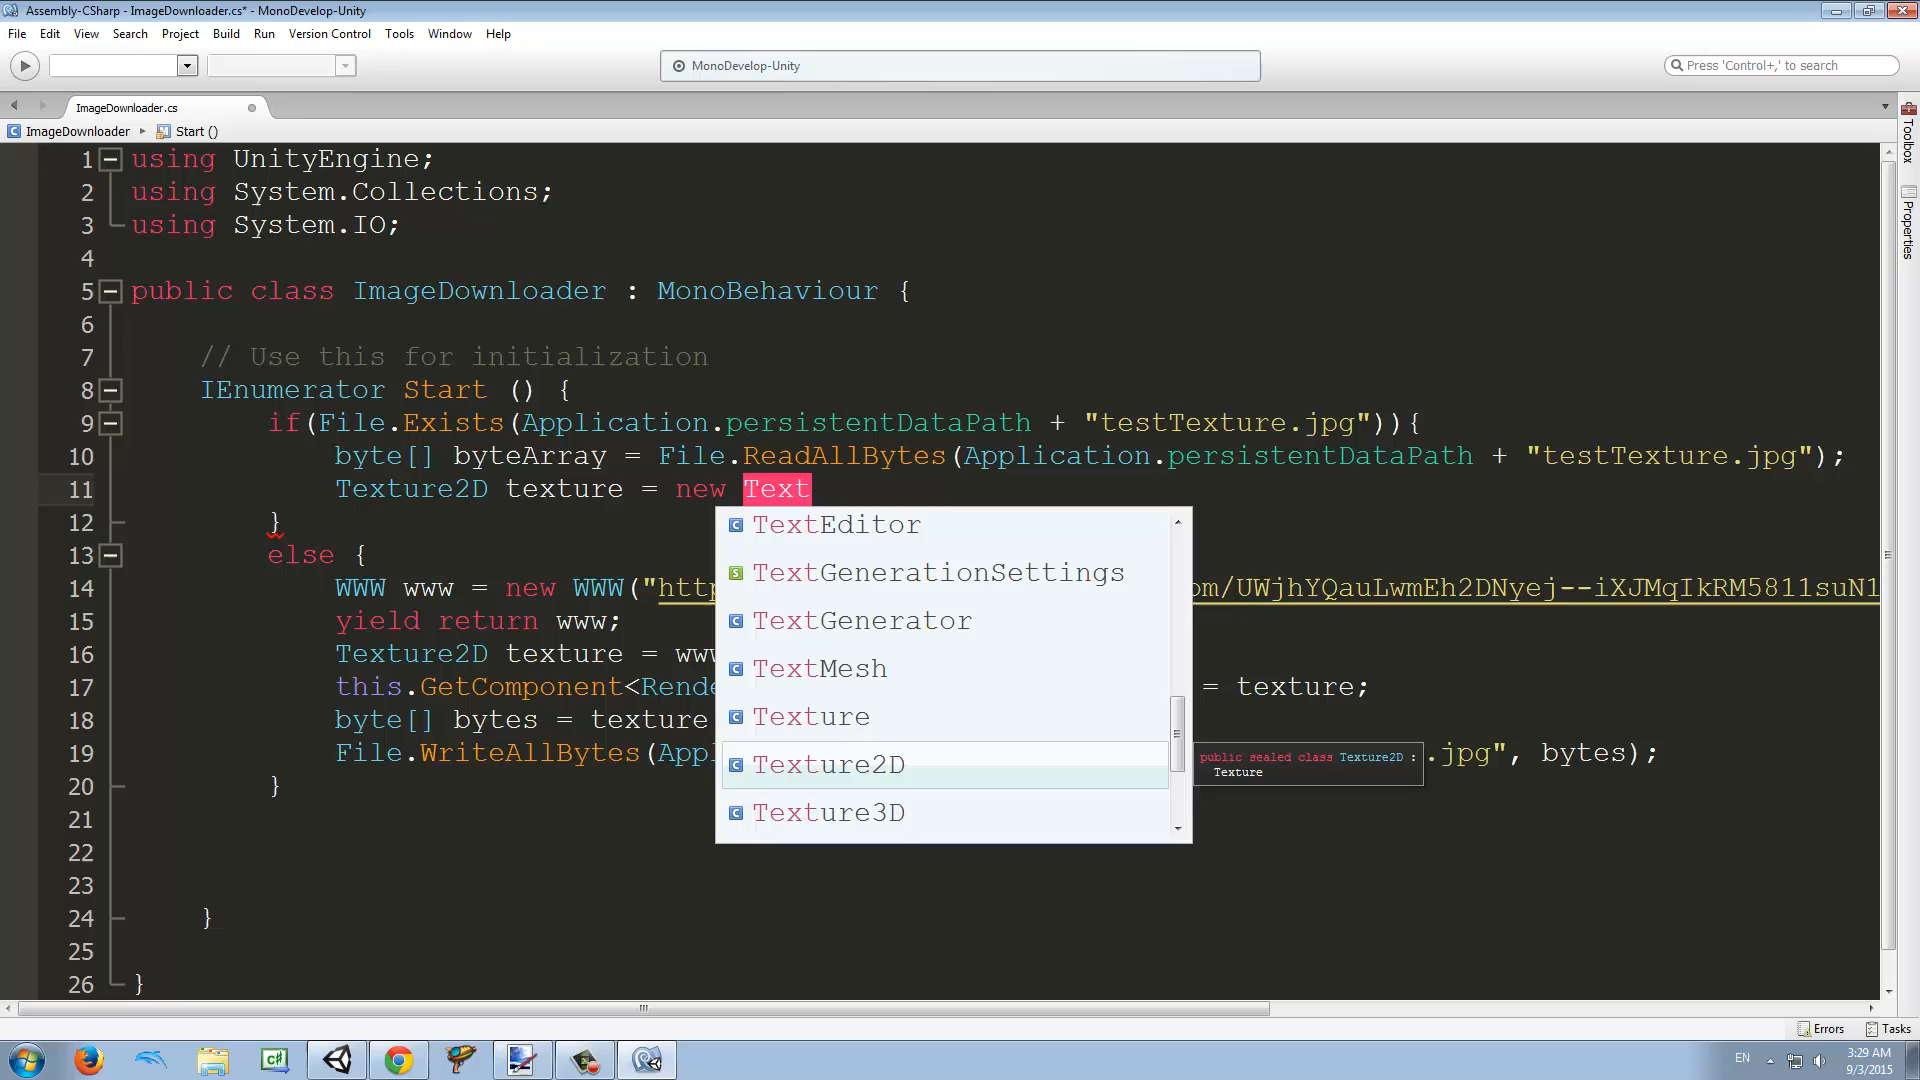 Assembly-CSharp - ImageDownloader.cs* - MonoDevelop-Unity
File Edit View Search Project Build Run Version Control Tools Window Help
MonoDevelop-Unity
Press 'Control+,' to search
ImageDownloader.cs
ImageDownloader Start ()
Toolbox
Properties
1 using UnityEngine;
2 using System.Collections;
3 using System.IO;
4
5 public class ImageDownloader : MonoBehaviour {
6
7 // Use this for initialization
8 IEnumerator Start () {
9 if(File.Exists(Application.persistentDataPath + "testTexture.jpg")){
10 byte[] byteArray = File.ReadAllBytes(Application.persistentDataPath + "testTexture.jpg");
11 Texture2D texture = new Text
12 }
13 else {
14 WWW www = new WWW("http om/UWjhYQauLwmEh2DNyej--iXJMqIkRM5811suN1
15 yield return www;
16 Texture2D texture = www
17 this.GetComponent<Rende = texture;
18 byte[] bytes = texture
19 File.WriteAllBytes(App .jpg", bytes);
20 }
21
22
23
24 }
25
26 }
TextEditor
TextGenerationSettings
TextGenerator
TextMesh
Texture
Texture2D
Texture3D
public sealed class Texture2D :
Texture
Errors Tasks
EN
3:29 AM
9/3/2015